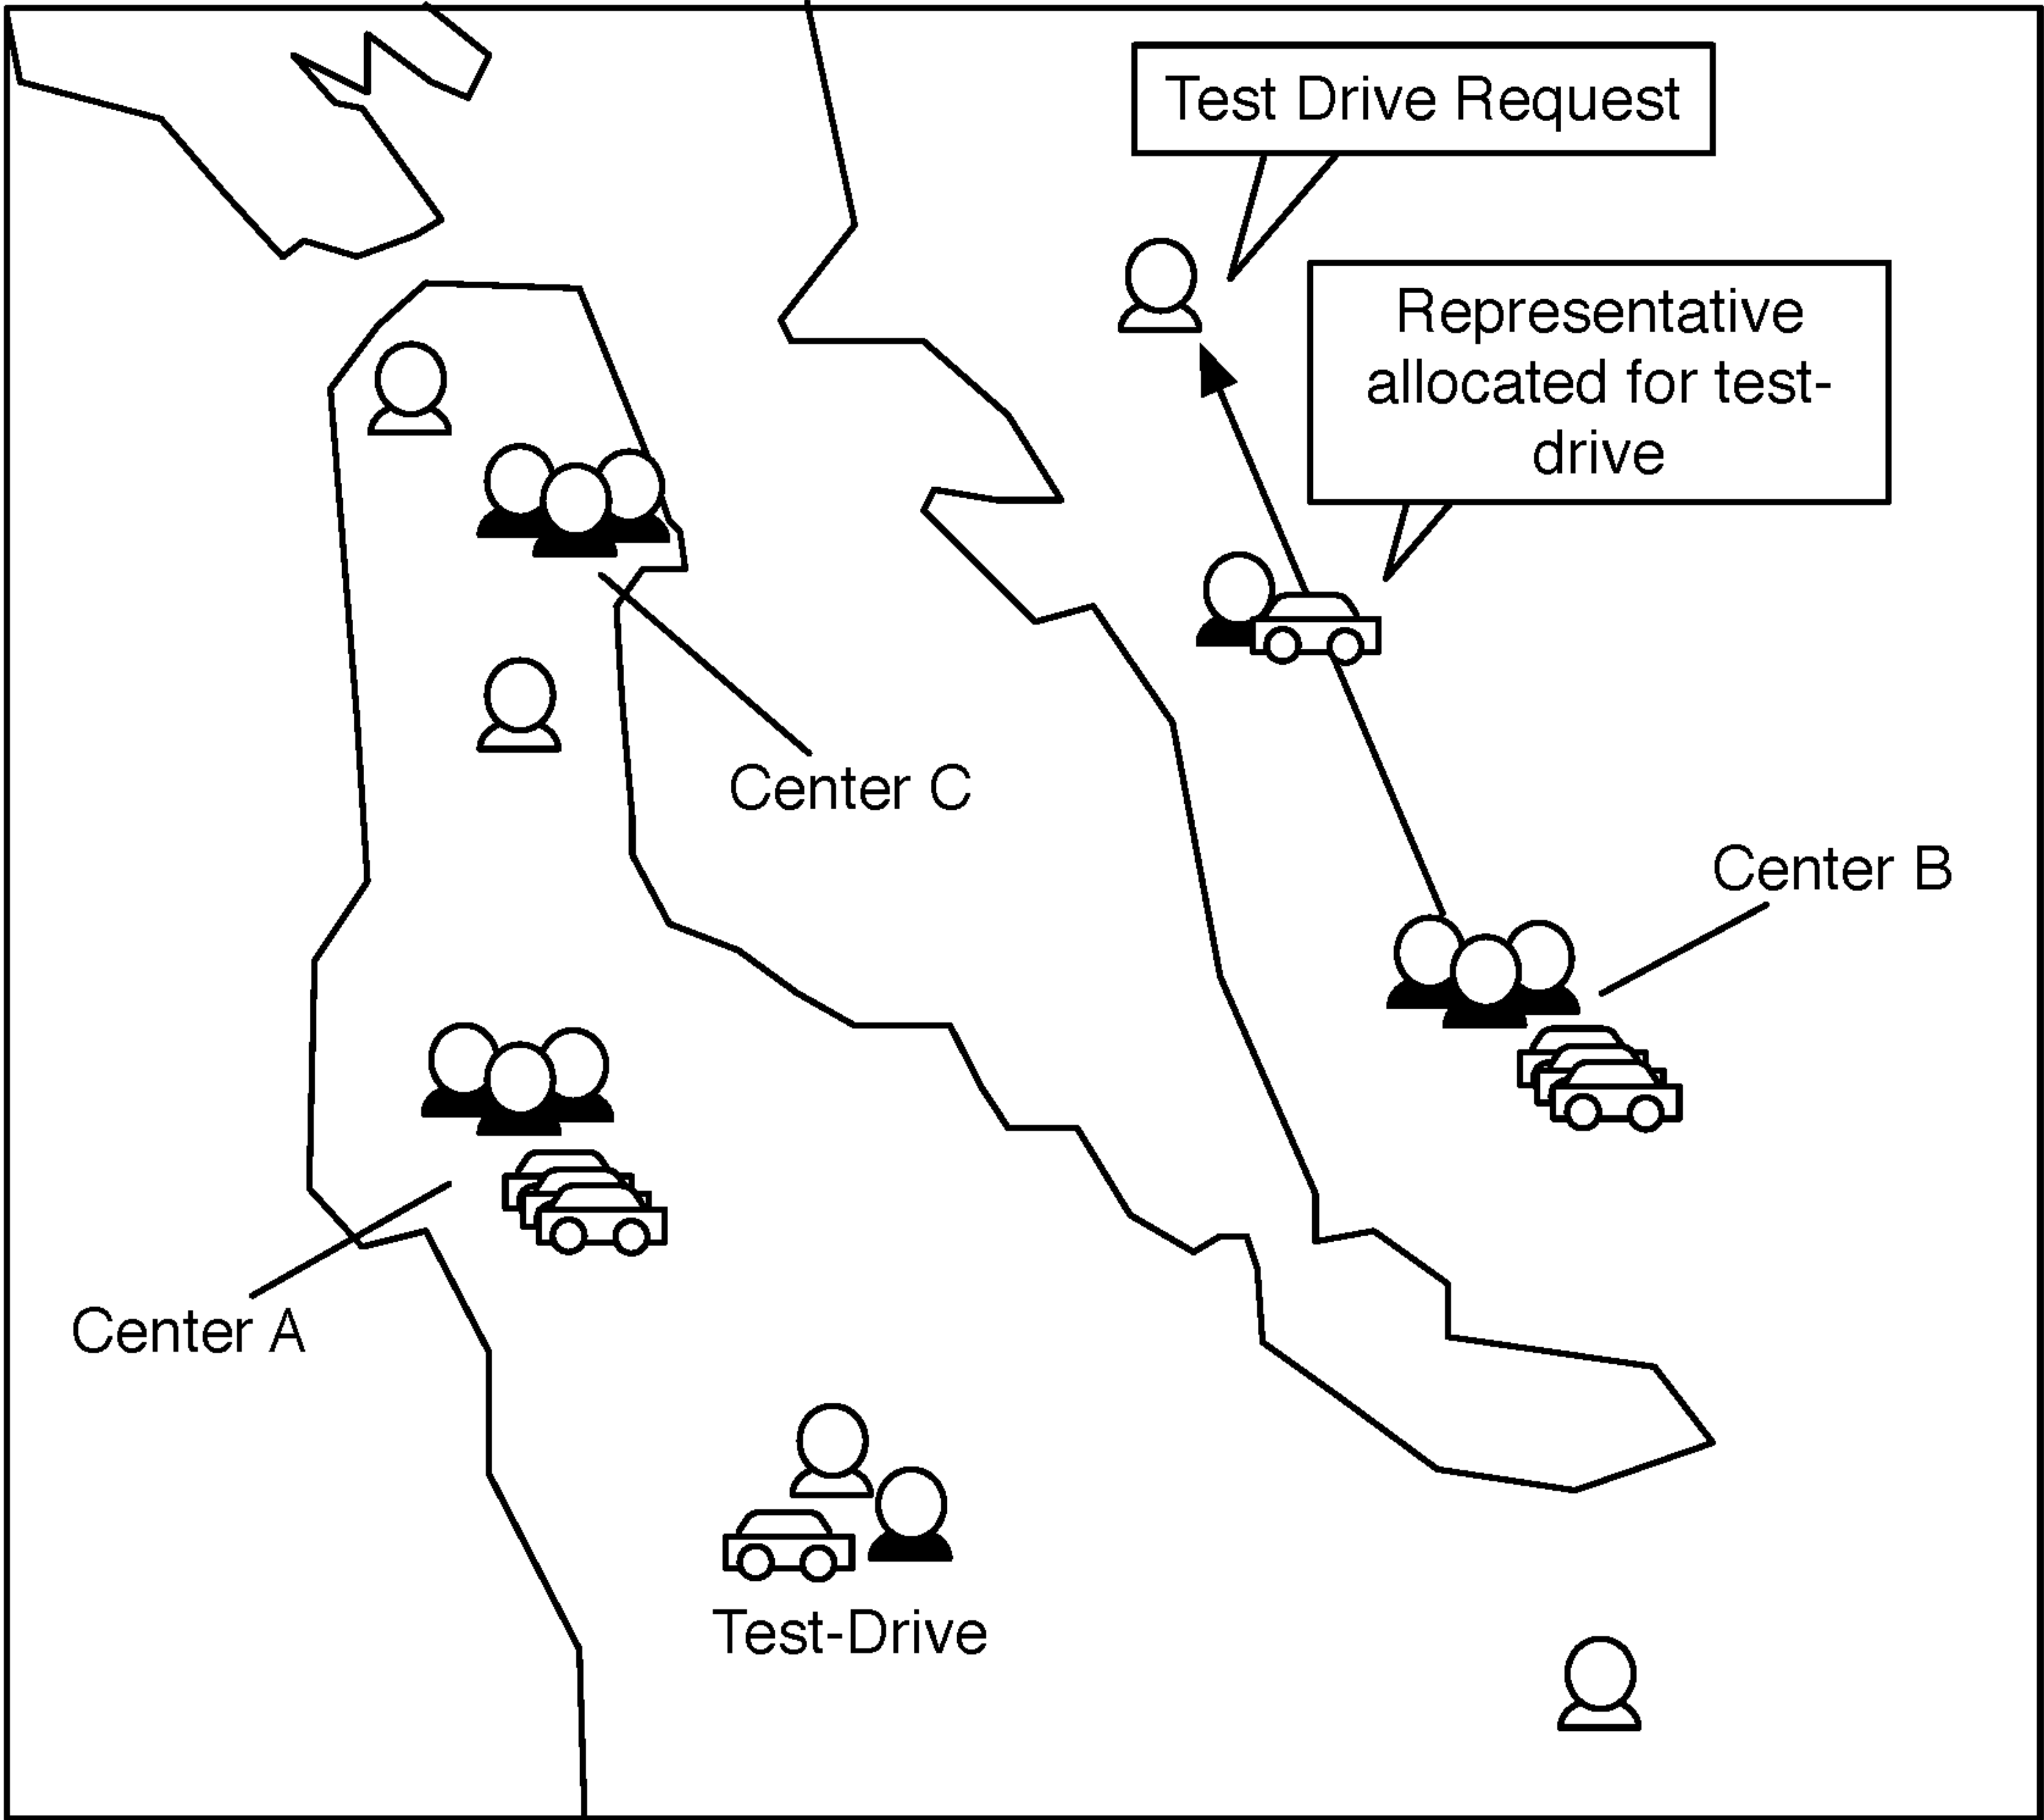 Test Drive Request
Representative
allocated for test-
drive
Center C
Center B
Center A
Test-Drive